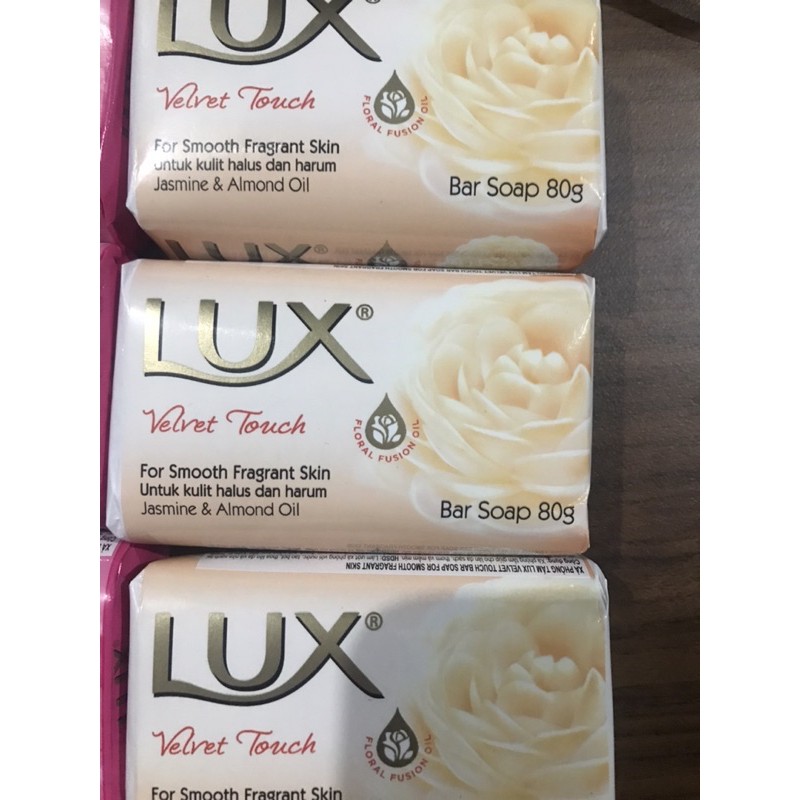 LUX®
Velvet Touch
FLORAL FUSION OIL
For Smooth Fragrant Skin
Untuk kulit halus dan harum
Jasmine & Almond Oil
Bar Soap 80g
LUX®
LUX®
Velvet Touch
FLORAL FUSION OIL
For Smooth Fragrant Skin
Untuk kulit halus dan harum
Jasmine & Almond Oil
Bar Soap 80g
XÀ PHÒNG TẮM LUX VELVET TOUCH BAR SOAP FOR SMOOTH FRAGRANT SKIN
LUX®
Velvet Touch
FLORAL FUSION OIL
For Smooth Fragrant Skin